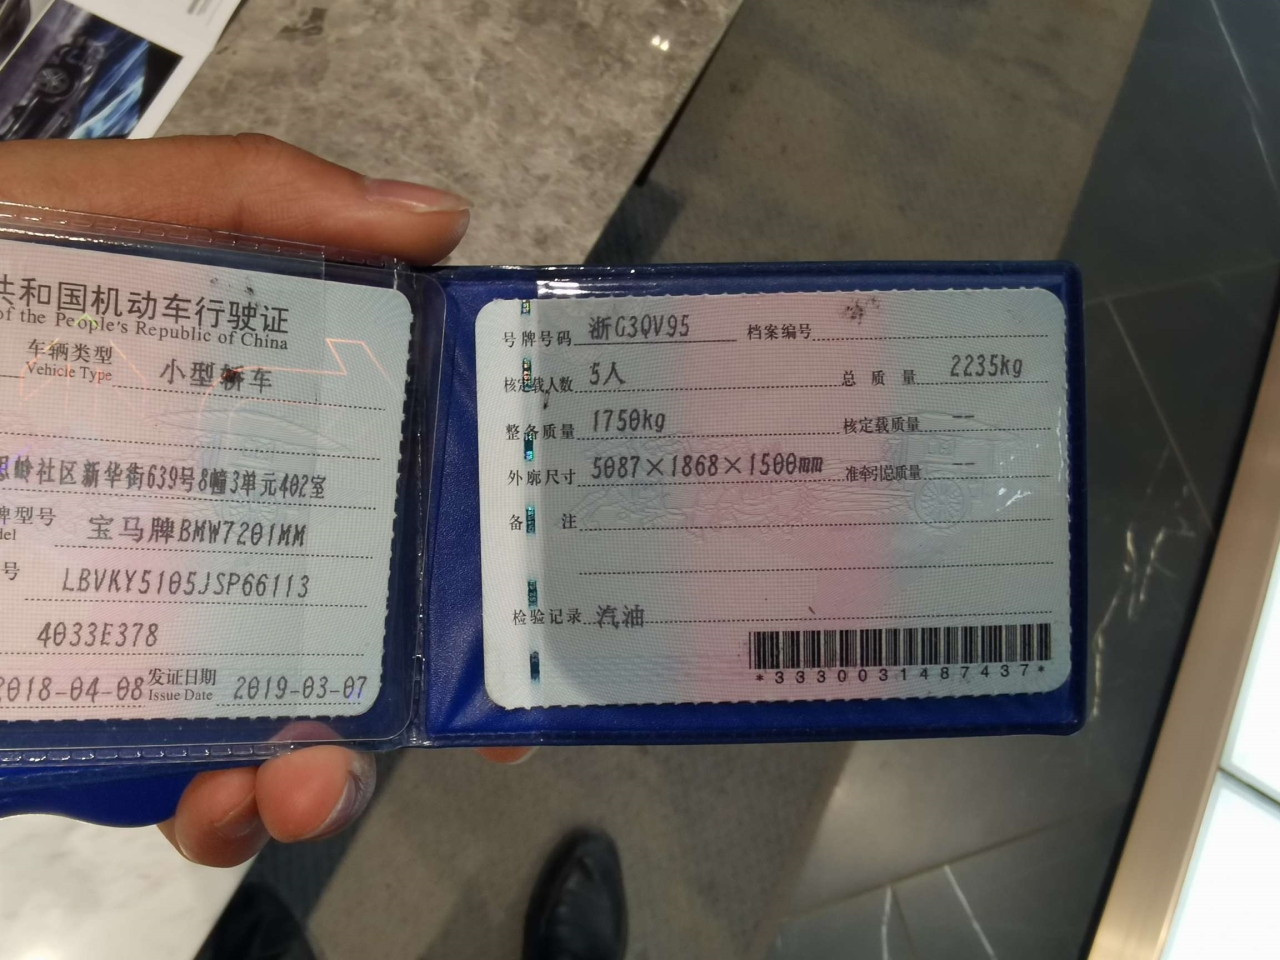 共和国机动车行驶证
of the People's Republic of China
车辆类型
Vehicle Type
小型轿车
思岭社区新华街639号8幢3单元402室
牌型号
del
宝马牌BMW7201MM
号
LBVKY5105JSP66113
4033E378
2018-04-08
发证日期
Issue Date
2019-03-07
号牌号码 浙G3QV95 档案编号
核定载人数 5人 总质量 2235kg
整备质量 1750kg 核定载质量 --
外廓尺寸 5087×1868×1500mm 准牵引总质量 --
备注
检验记录 汽油
*3330031487437*